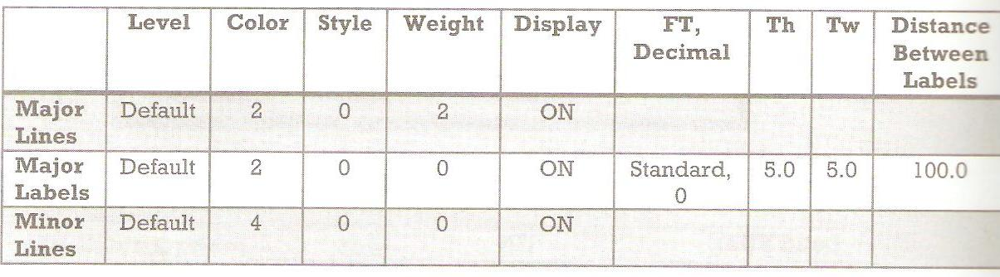 Level Color Style Weight Display FT, Th Tw Distance
Decimal Between
Labels
Major Default 2 0 2 ON
Lines
Major Default 2 0 0 ON Standard, 5.0 5.0 100.0
Labels 0
Minor Default 4 0 0 ON
Lines